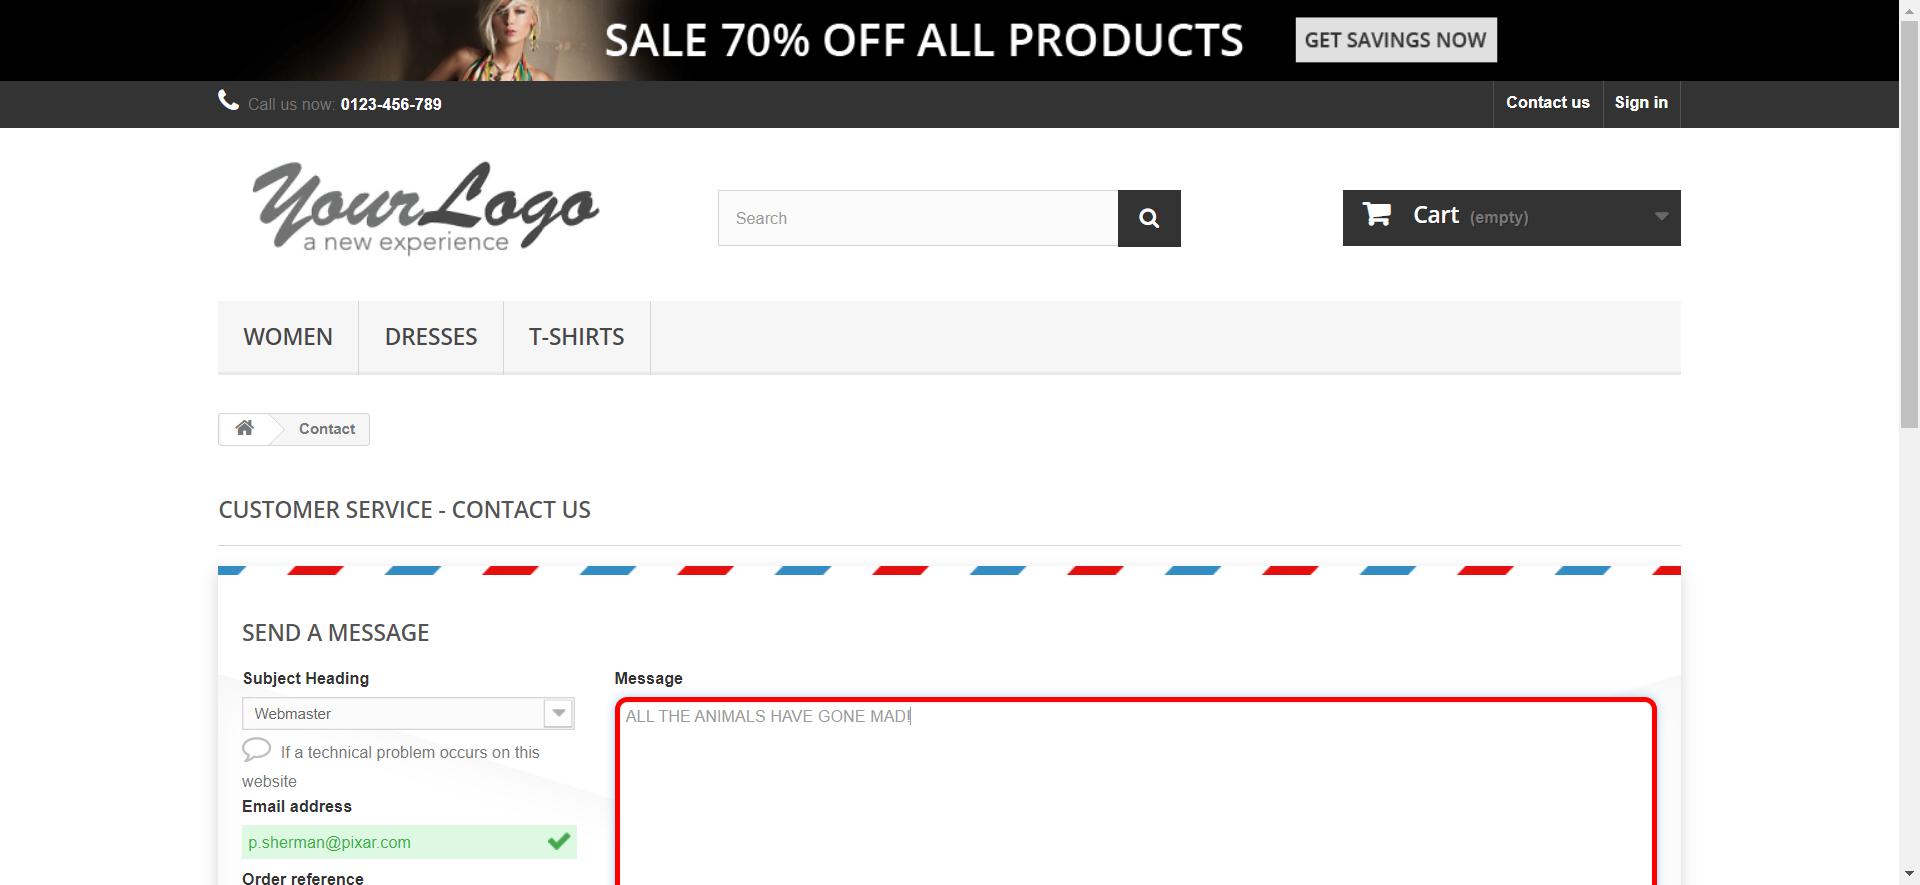 SALE 70% OFF ALL PRODUCTS
GET SAVINGS NOW
Call us now: 0123-456-789
Contact us
Sign in
Your Logo
a new experience
Search
Cart (empty)
WOMEN
DRESSES
T-SHIRTS
Contact
CUSTOMER SERVICE - CONTACT US
SEND A MESSAGE
Subject Heading
Webmaster
If a technical problem occurs on this
website
Email address
p.sherman@pixar.com
Order reference
Message
ALL THE ANIMALS HAVE GONE MAD!